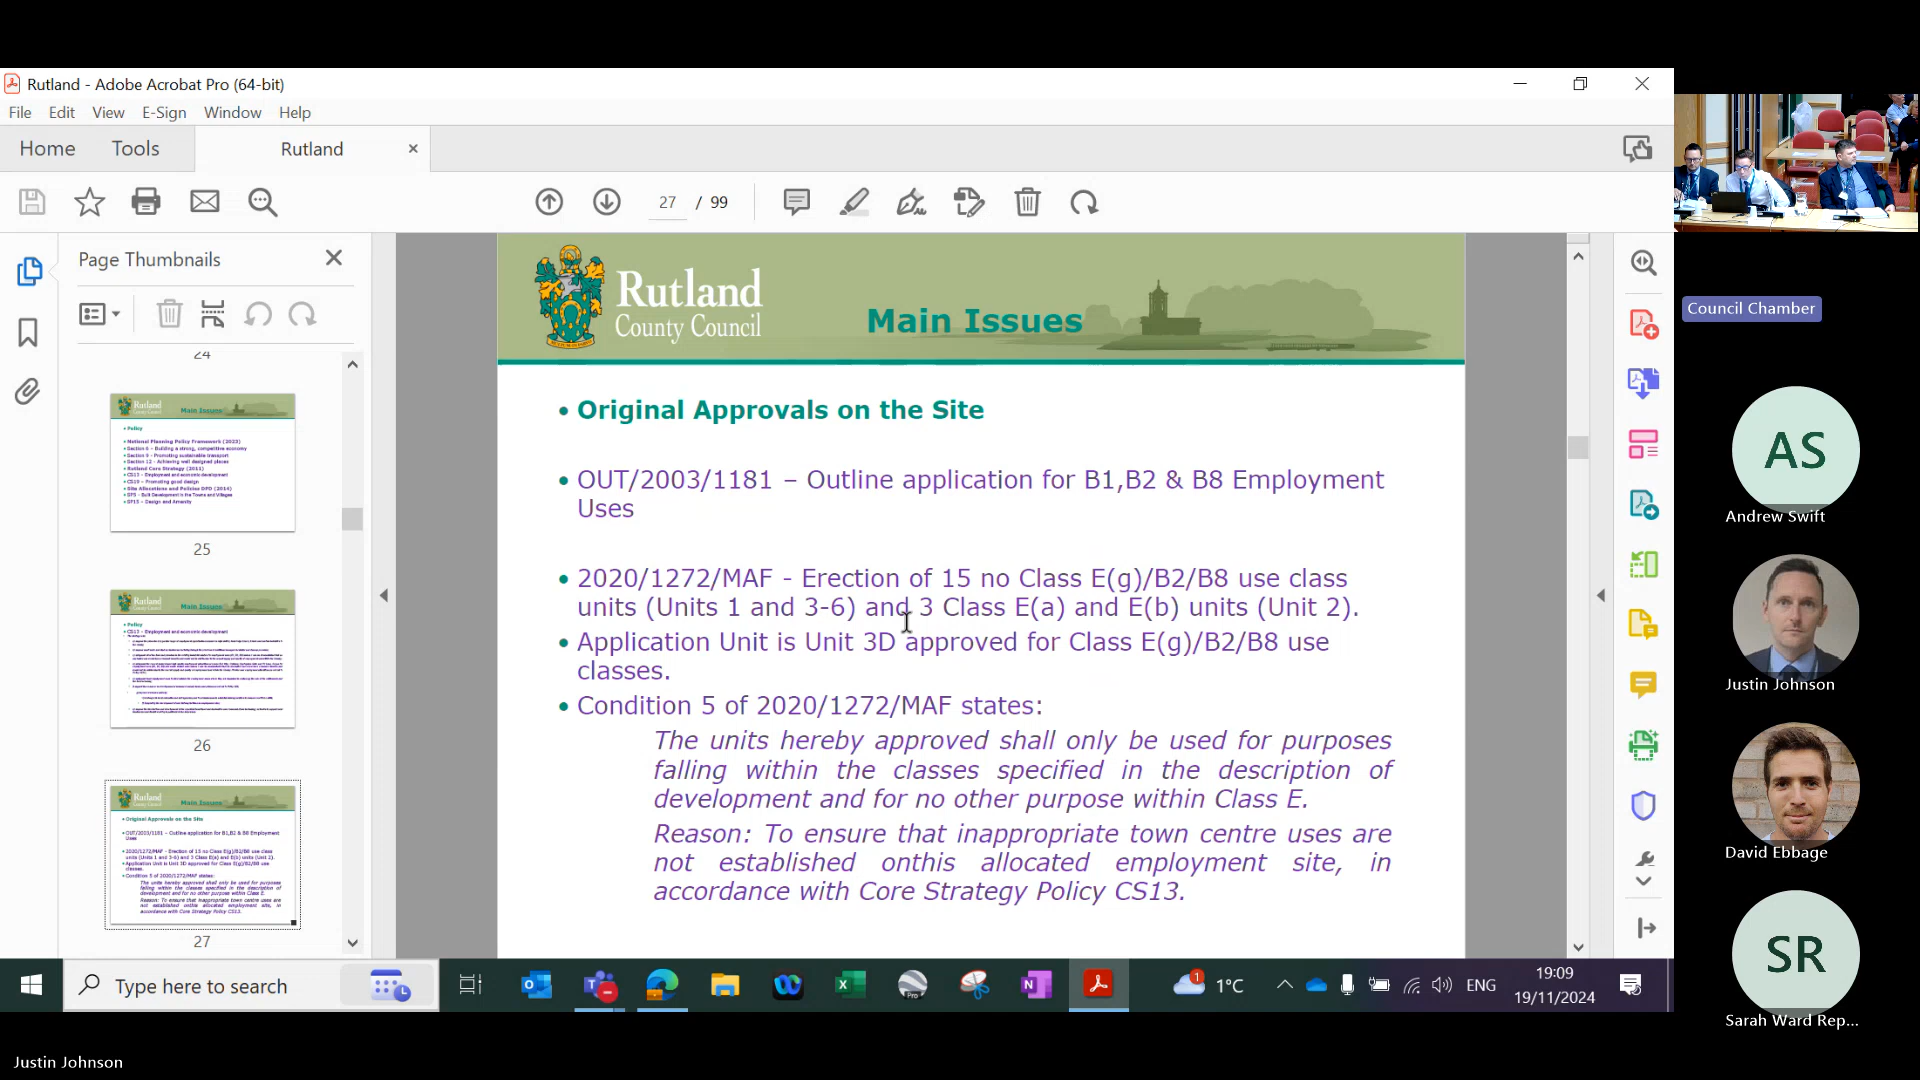 Rutland - Adobe Acrobat Pro (64-bit)
File Edit View E-Sign Window Help
Home Tools Rutland
27 / 99
Page Thumbnails
24
25
26
27
Rutland
County Council
Main Issues
• Original Approvals on the Site
• OUT/2003/1181 – Outline application for B1,B2 & B8 Employment
Uses
• 2020/1272/MAF - Erection of 15 no Class E(g)/B2/B8 use class
units (Units 1 and 3-6) and 3 Class E(a) and E(b) units (Unit 2).
• Application Unit is Unit 3D approved for Class E(g)/B2/B8 use
classes.
• Condition 5 of 2020/1272/MAF states:
The units hereby approved shall only be used for purposes
falling within the classes specified in the description of
development and for no other purpose within Class E.
Reason: To ensure that inappropriate town centre uses are
not established onthis allocated employment site, in
accordance with Core Strategy Policy CS13.
Council Chamber
AS
Andrew Swift
Justin Johnson
David Ebbage
SR
Sarah Ward Rep...
Type here to search
1°C
ENG
19:09
19/11/2024
Justin Johnson